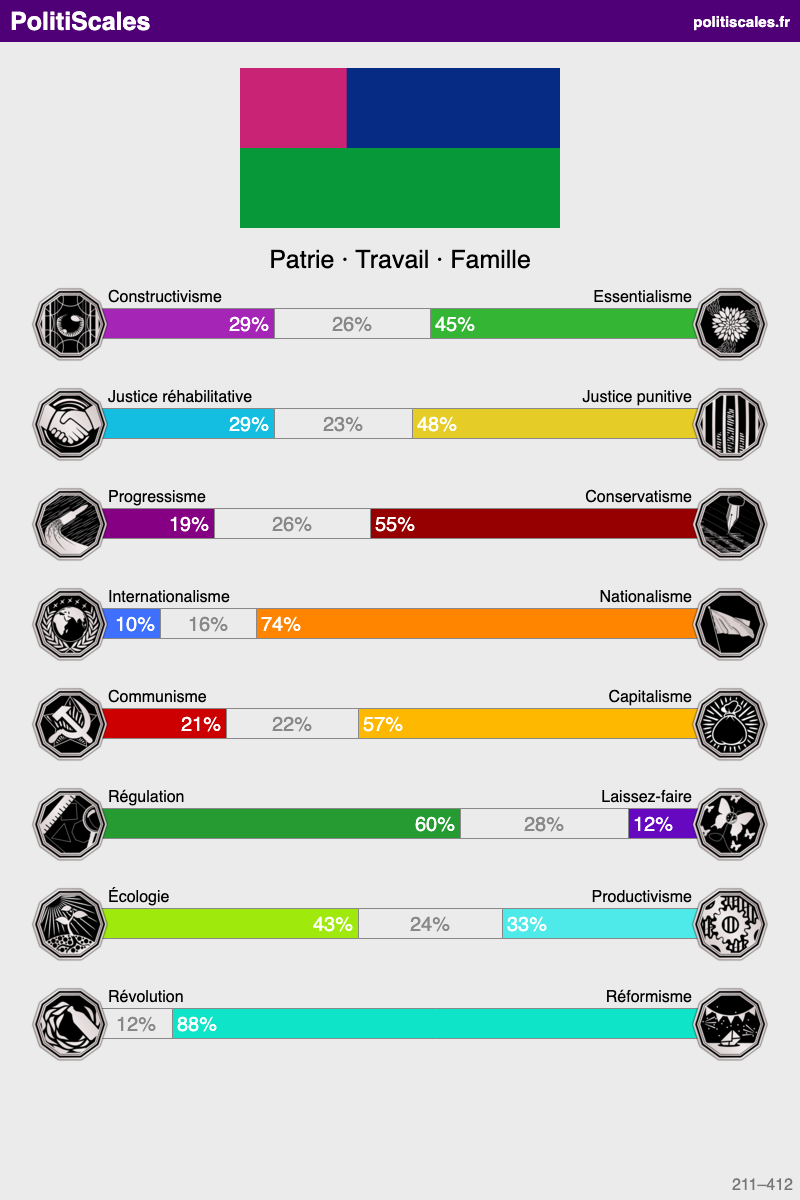 PolitiScales politiscales.fr
Patrie · Travail · Famille
Constructivisme Essentialisme
29% 26% 45%
Justice réhabilitative Justice punitive
29% 23% 48%
Progressisme Conservatisme
19% 26% 55%
Internationalisme Nationalisme
10% 16% 74%
Communisme Capitalisme
21% 22% 57%
Régulation Laissez-faire
60% 28% 12%
Écologie Productivisme
43% 24% 33%
Révolution Réformisme
12% 88%
211–412